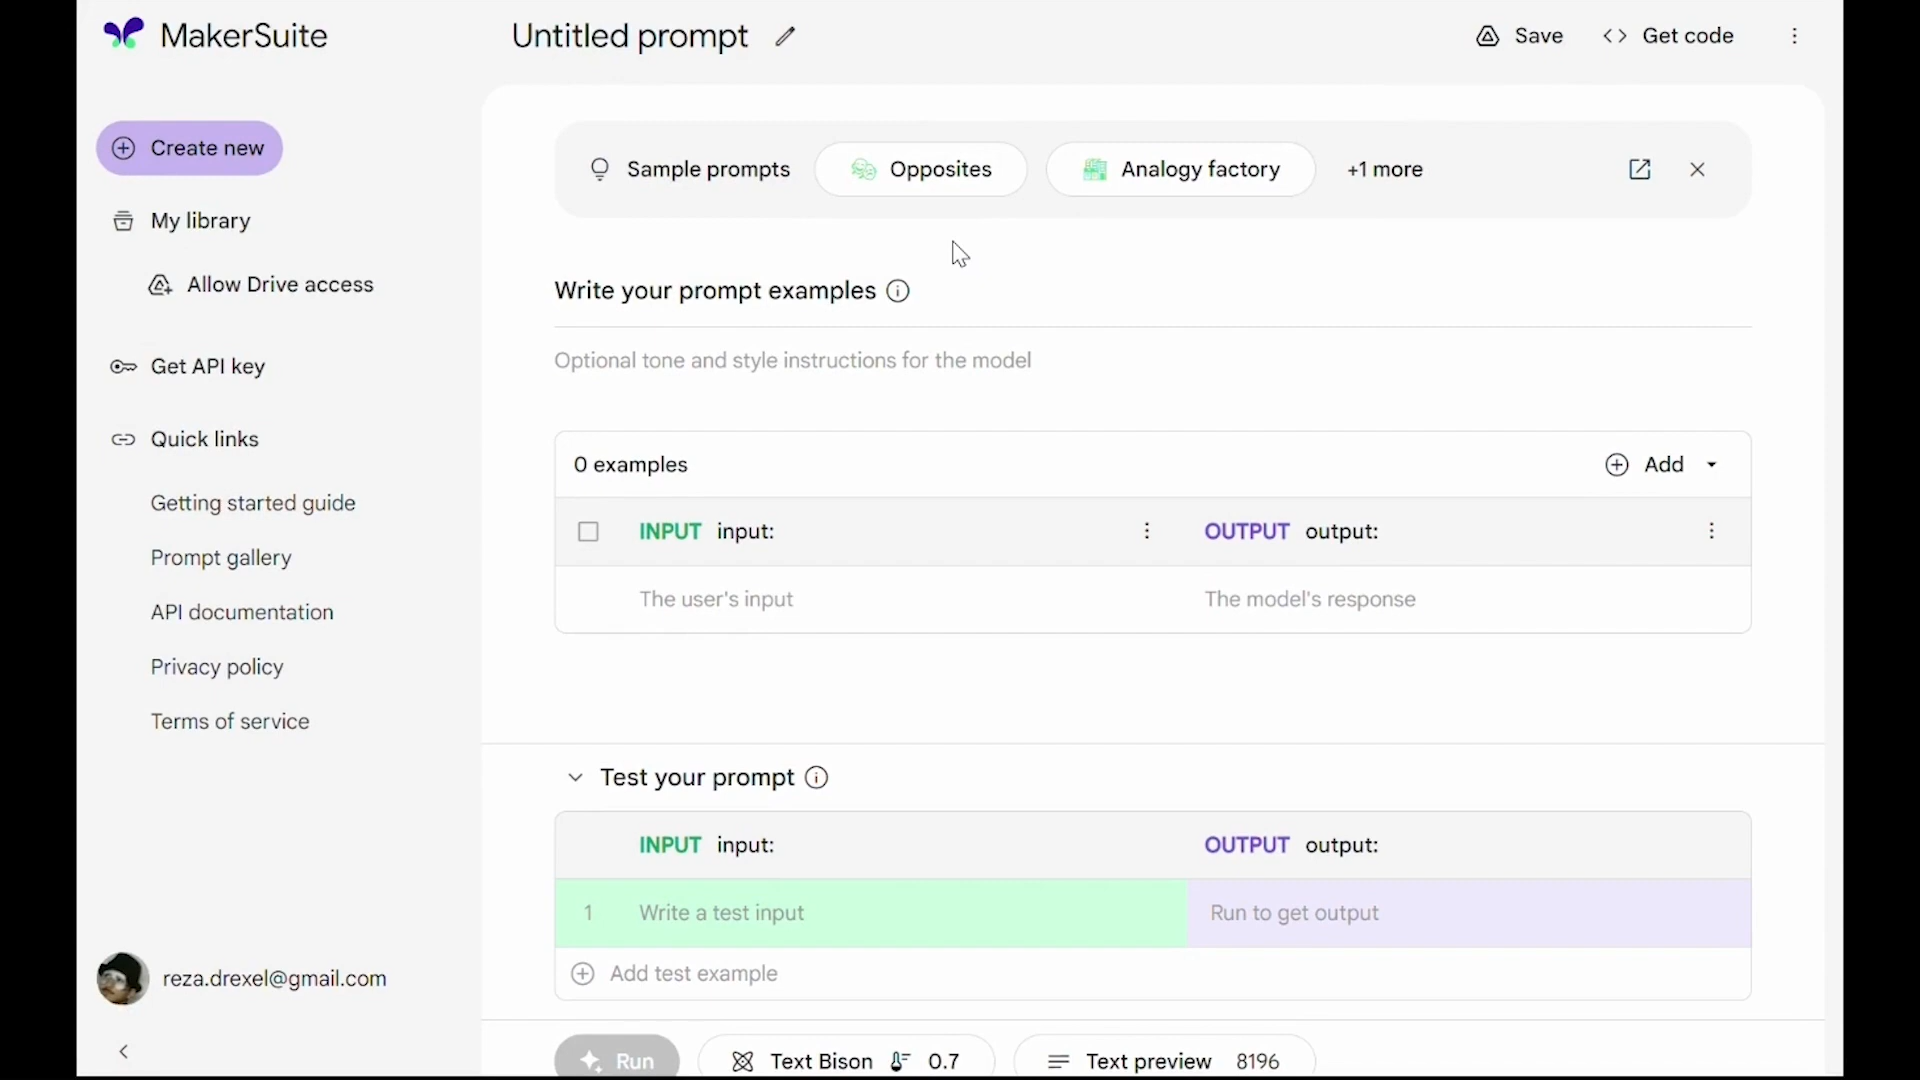 MakerSuite
Untitled prompt
Save
Get code
Create new
Sample prompts
Opposites
Analogy factory
+1 more
My library
Allow Drive access
Write your prompt examples
Optional tone and style instructions for the model
Get API key
Quick links
0 examples
Add
Getting started guide
INPUT input:
OUTPUT output:
Prompt gallery
The user's input
The model's response
API documentation
Privacy policy
Terms of service
Test your prompt
INPUT input:
OUTPUT output:
1 Write a test input
Run to get output
Add test example
reza.drexel@gmail.com
Run
Text Bison 0.7
Text preview 8196